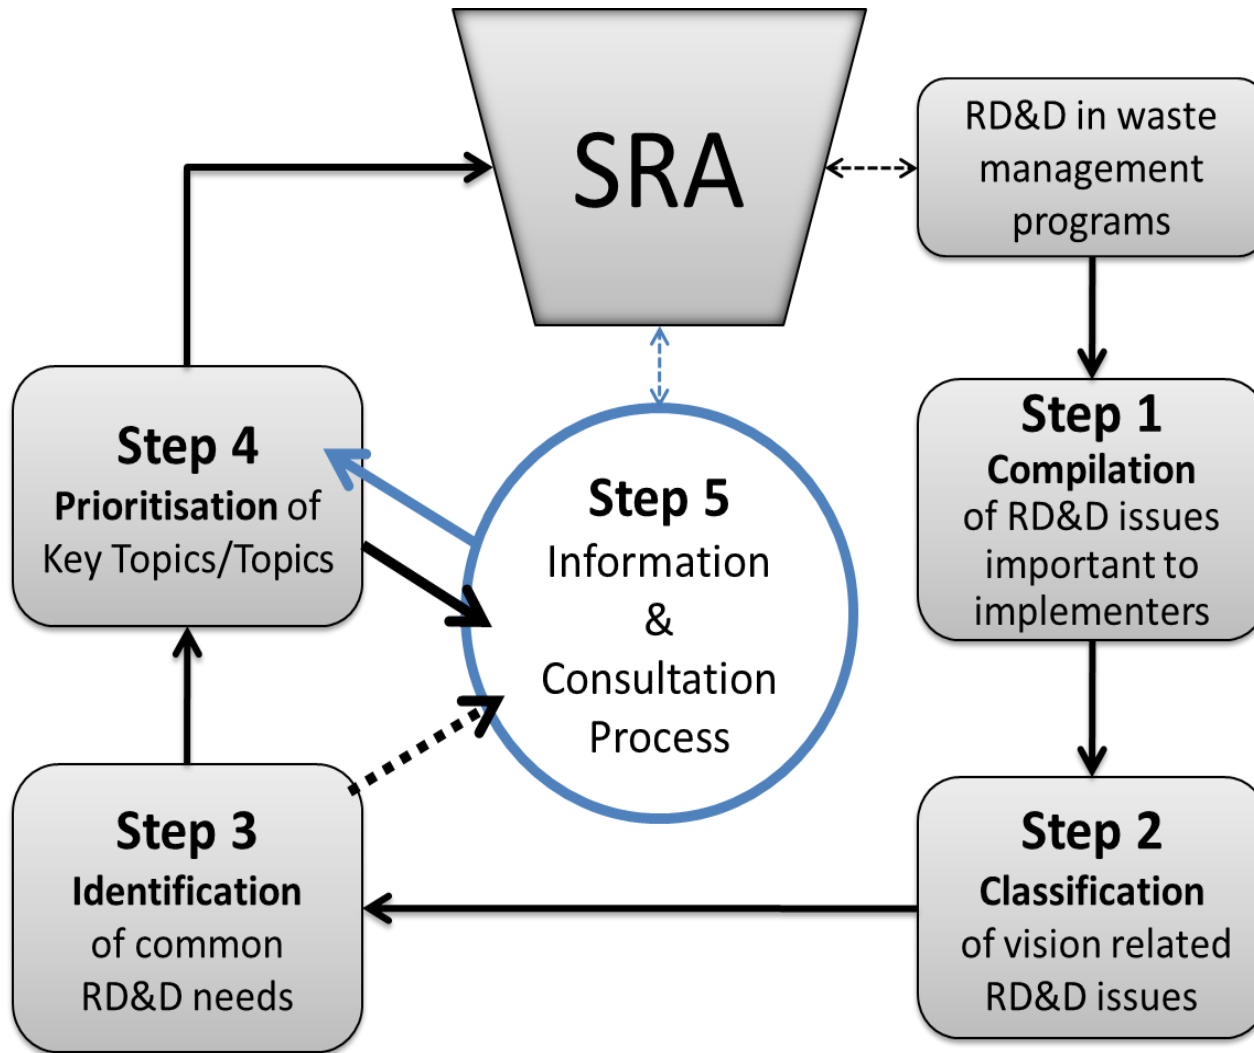 SRA
RD&D in waste
management
programs
Step 1
Compilation
of RD&D issues
important to
implementers
Step 2
Classification
of vision related
RD&D issues
Step 3
Identification
of common
RD&D needs
Step 4
Prioritisation of
Key Topics/Topics
Step 5
Information
&
Consultation
Process